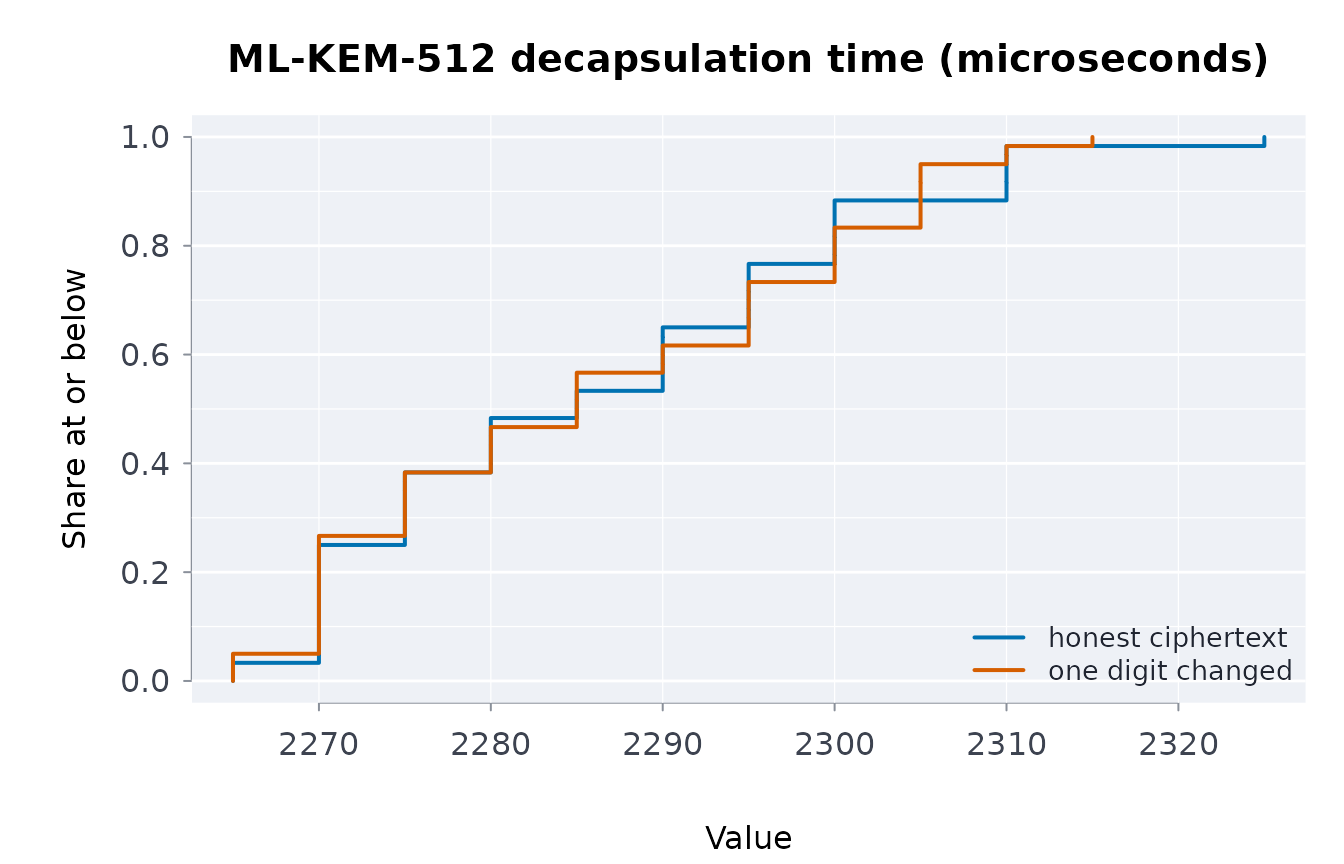 ML-KEM-512 decapsulation time (microseconds)
1.0
0.8
0.6
0.4
0.2
0.0
Share at or below
honest ciphertext
one digit changed
2270 2280 2290 2300 2310 2320
Value